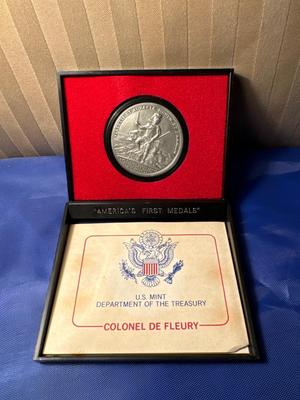 "AMERICA'S FIRST MEDALS"
U.S. MINT
DEPARTMENT OF THE TREASURY
COLONEL DE FLEURY